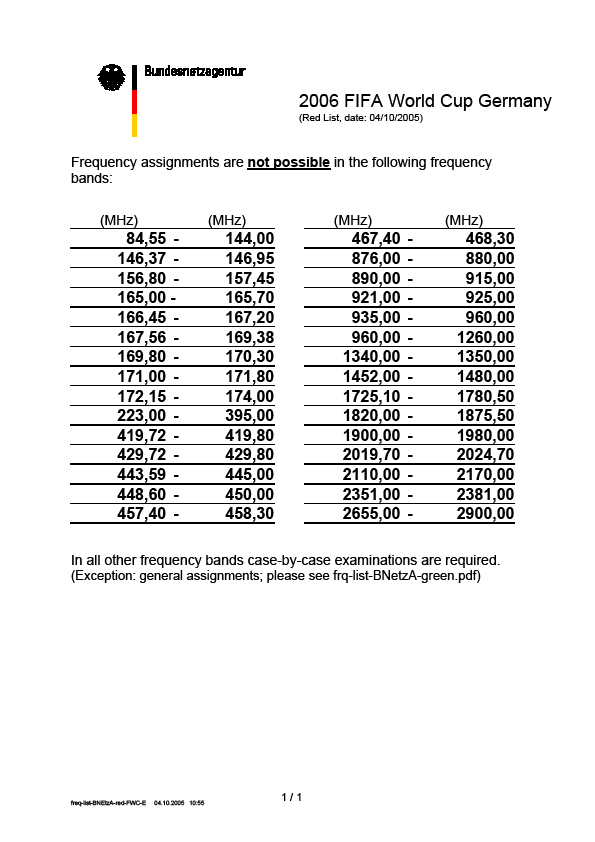 Bundesnetzagentur
2006 FIFA World Cup Germany
(Red List, date: 04/10/2005)
Frequency assignments are not possible in the following frequency
bands:
(MHz) (MHz) (MHz) (MHz)
84,55 - 144,00 467,40 - 468,30
146,37 - 146,95 876,00 - 880,00
156,80 - 157,45 890,00 - 915,00
165,00 - 165,70 921,00 - 925,00
166,45 - 167,20 935,00 - 960,00
167,56 - 169,38 960,00 - 1260,00
169,80 - 170,30 1340,00 - 1350,00
171,00 - 171,80 1452,00 - 1480,00
172,15 - 174,00 1725,10 - 1780,50
223,00 - 395,00 1820,00 - 1875,50
419,72 - 419,80 1900,00 - 1980,00
429,72 - 429,80 2019,70 - 2024,70
443,59 - 445,00 2110,00 - 2170,00
448,60 - 450,00 2351,00 - 2381,00
457,40 - 458,30 2655,00 - 2900,00
In all other frequency bands case-by-case examinations are required.
(Exception: general assignments; please see frq-list-BNetzA-green.pdf)
freq-list-BNEtzA-red-FWC-E 04.10.2005 10:55
1 / 1